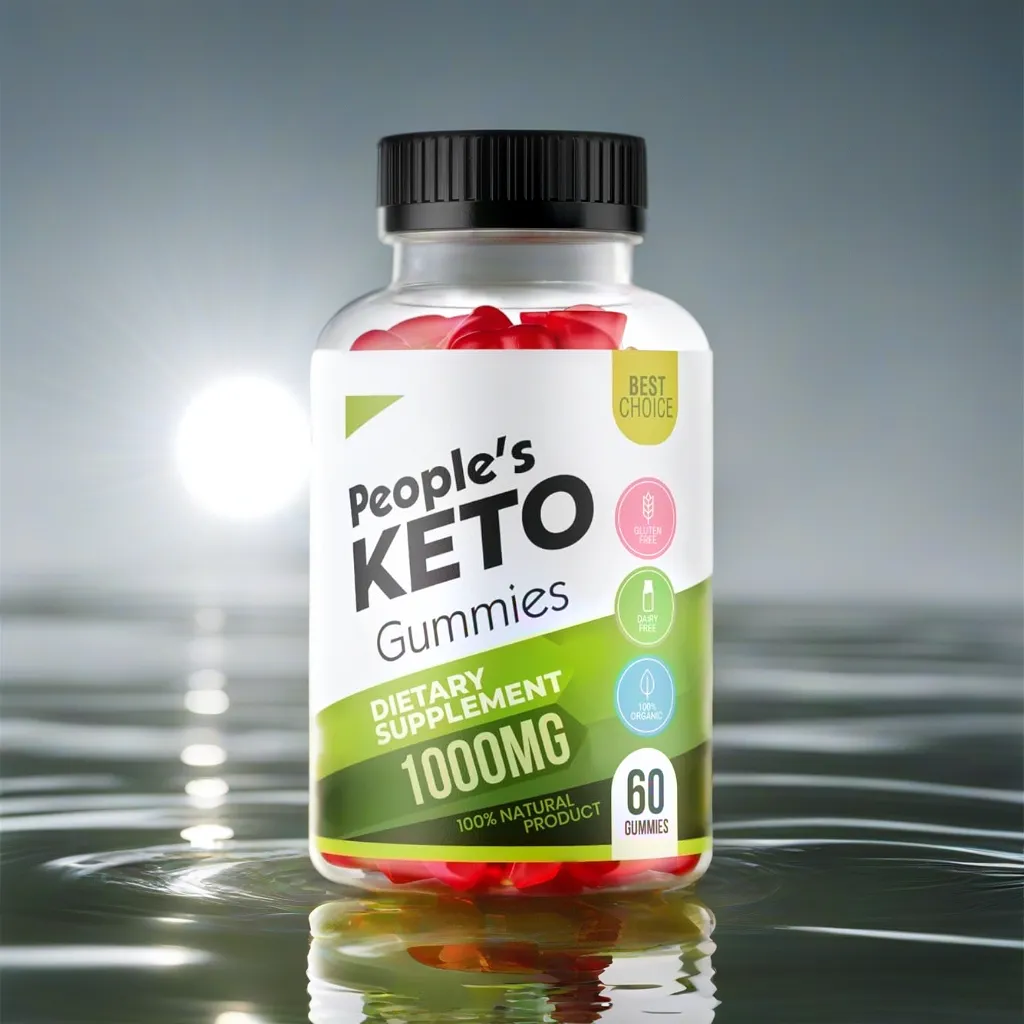 BEST
CHOICE
People's
KETO
Gummies
GLUTEN
FREE
DAIRY
FREE
100%
ORGANIC
DIETARY
SUPPLEMENT
1000MG
100% NATURAL
PRODUCT
60
GUMMIES